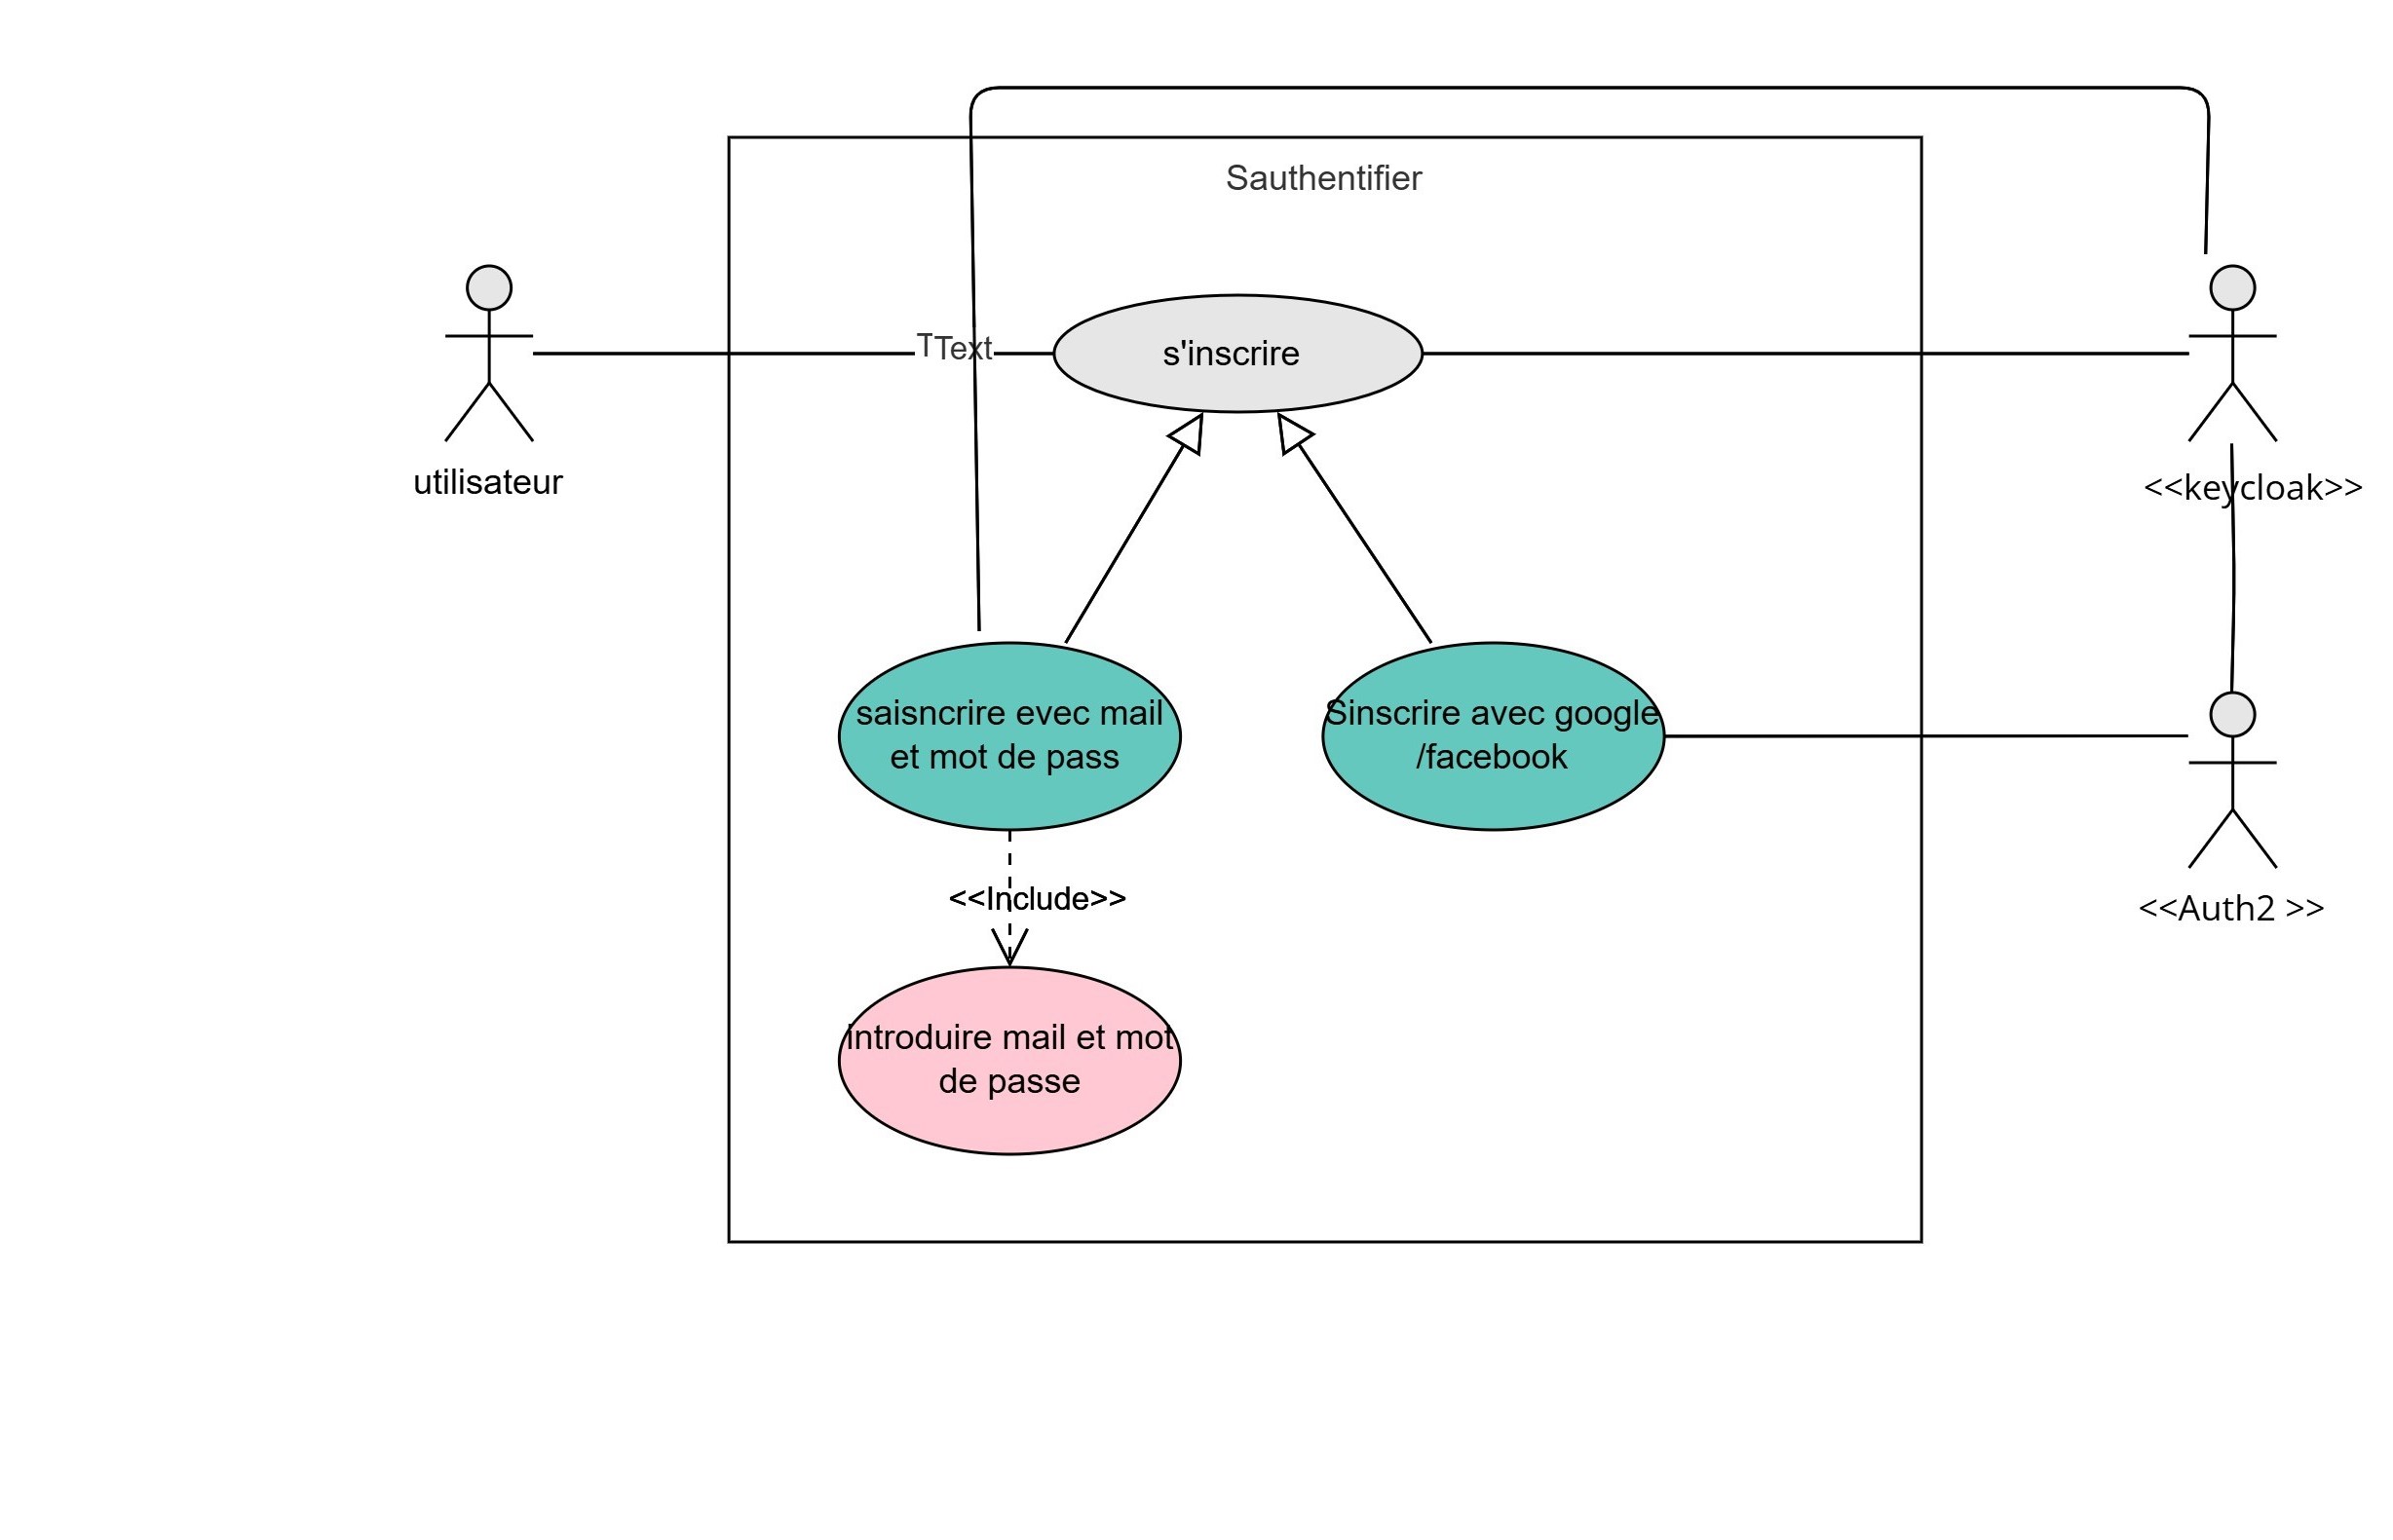 Sauthentifier
TText
s'inscrire
utilisateur
<<keycloak>>
saisncrire evec mail
et mot de pass
Sinscrire avec google
/facebook
<<Include>>
<<Auth2 >>
introduire mail et mot
de passe